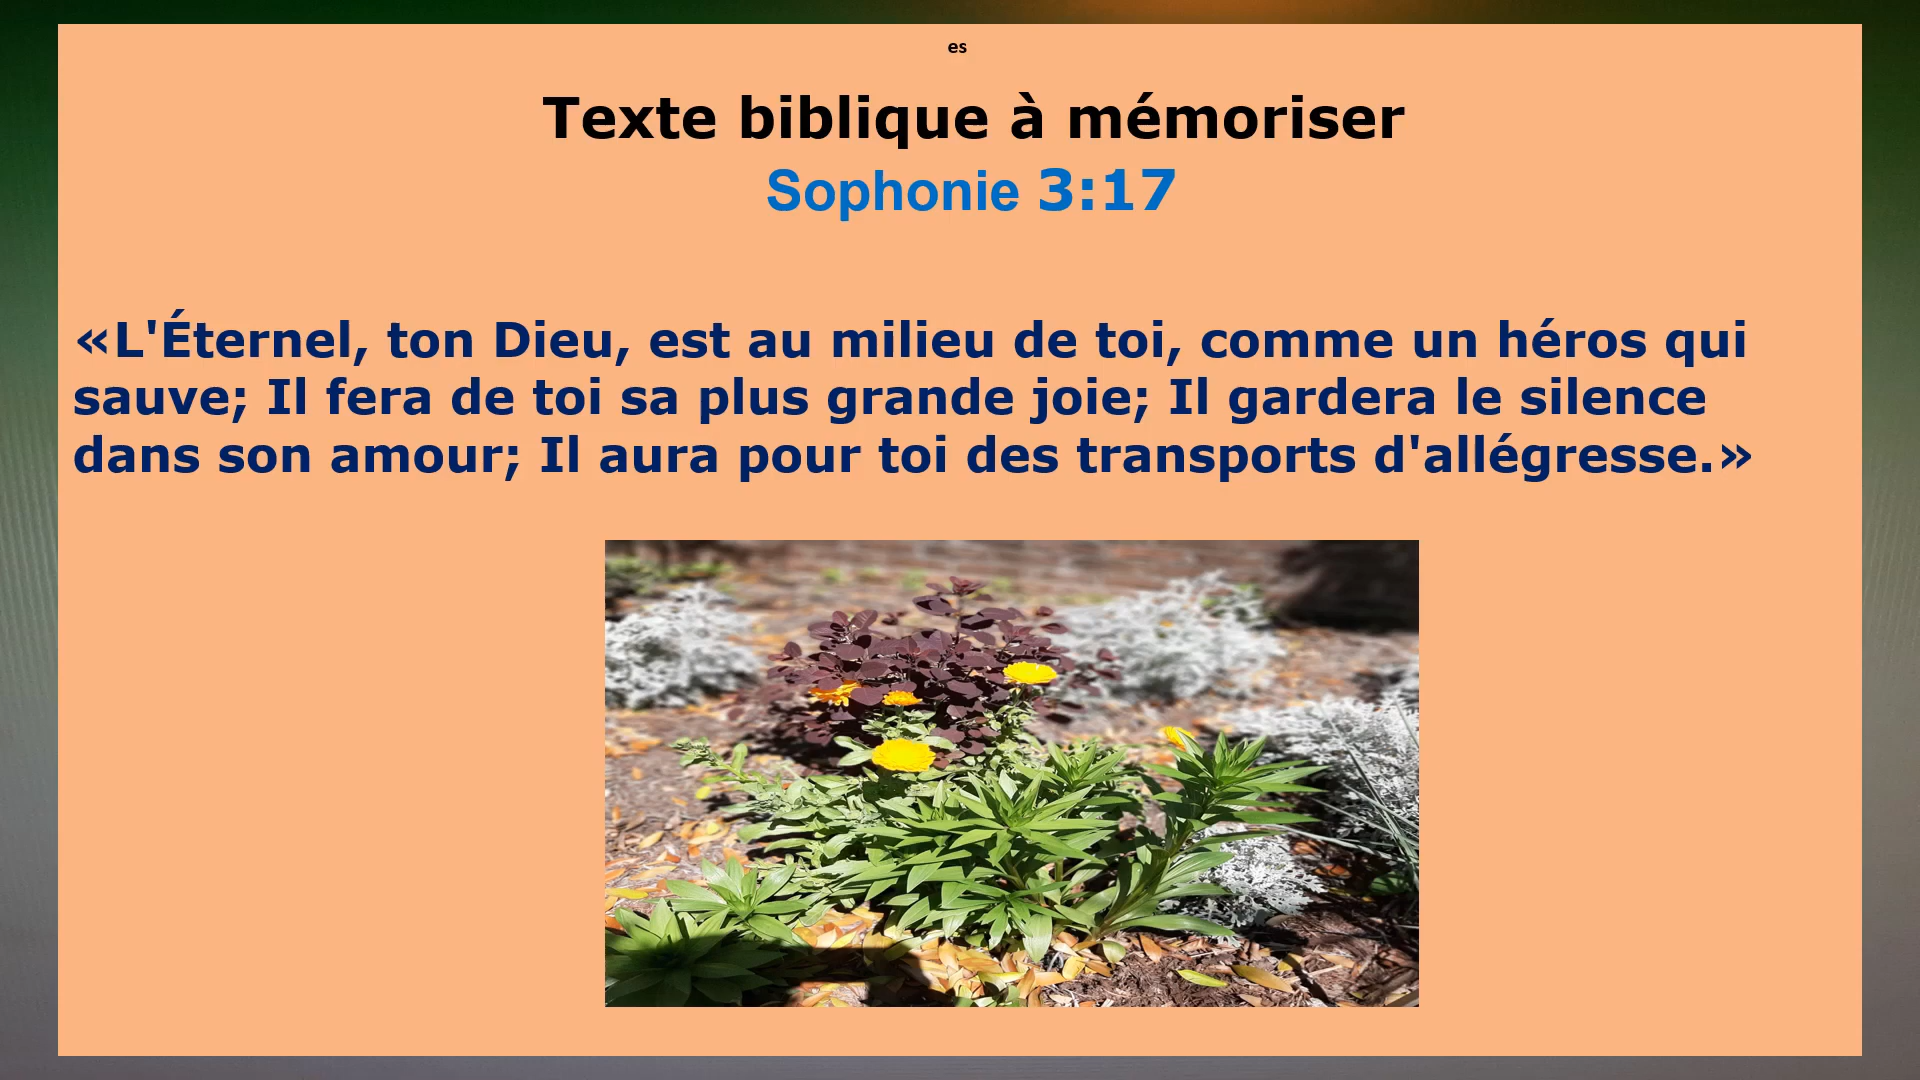 es
Texte biblique à mémoriser
Sophonie 3:17
«L'Éternel, ton Dieu, est au milieu de toi, comme un héros qui
sauve; Il fera de toi sa plus grande joie; Il gardera le silence
dans son amour; Il aura pour toi des transports d'allégresse.»